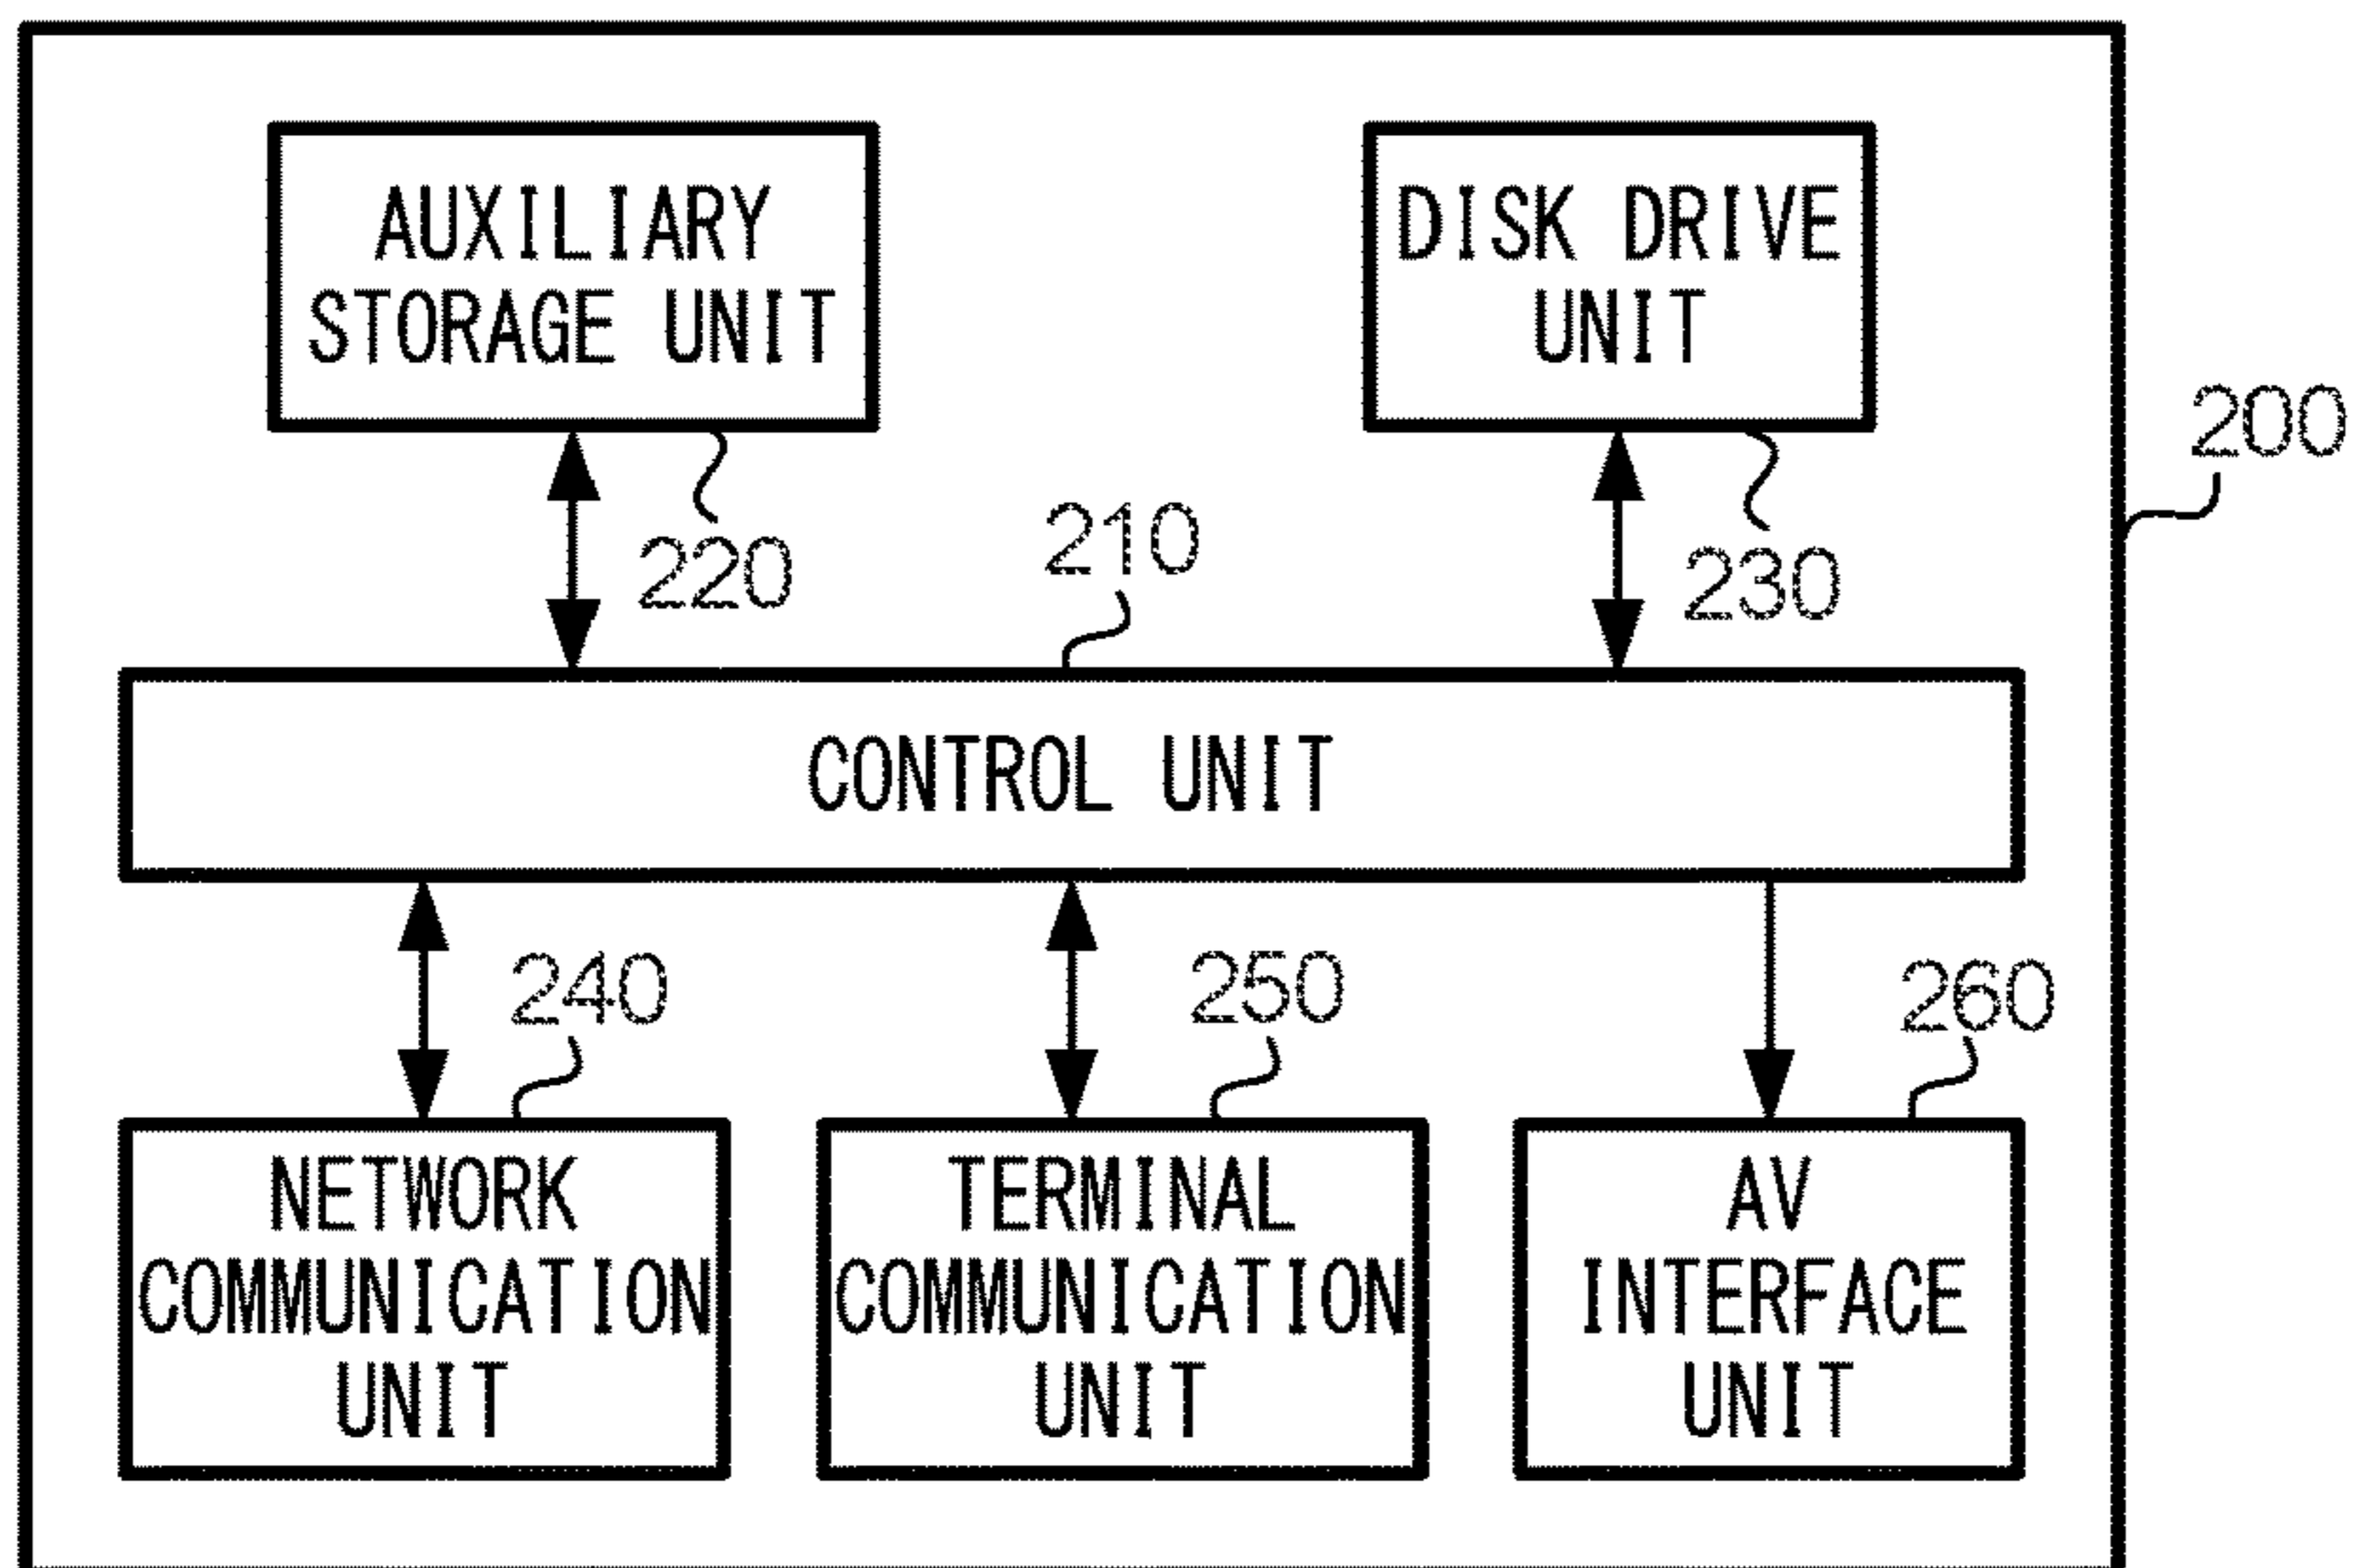 AUXILIARY
STORAGE UNIT
DISK DRIVE
UNIT
200
220
210
230
CONTROL UNIT
240
250
260
NETWORK
COMMUNICATION
UNIT
TERMINAL
COMMUNICATION
UNIT
AV
INTERFACE
UNIT